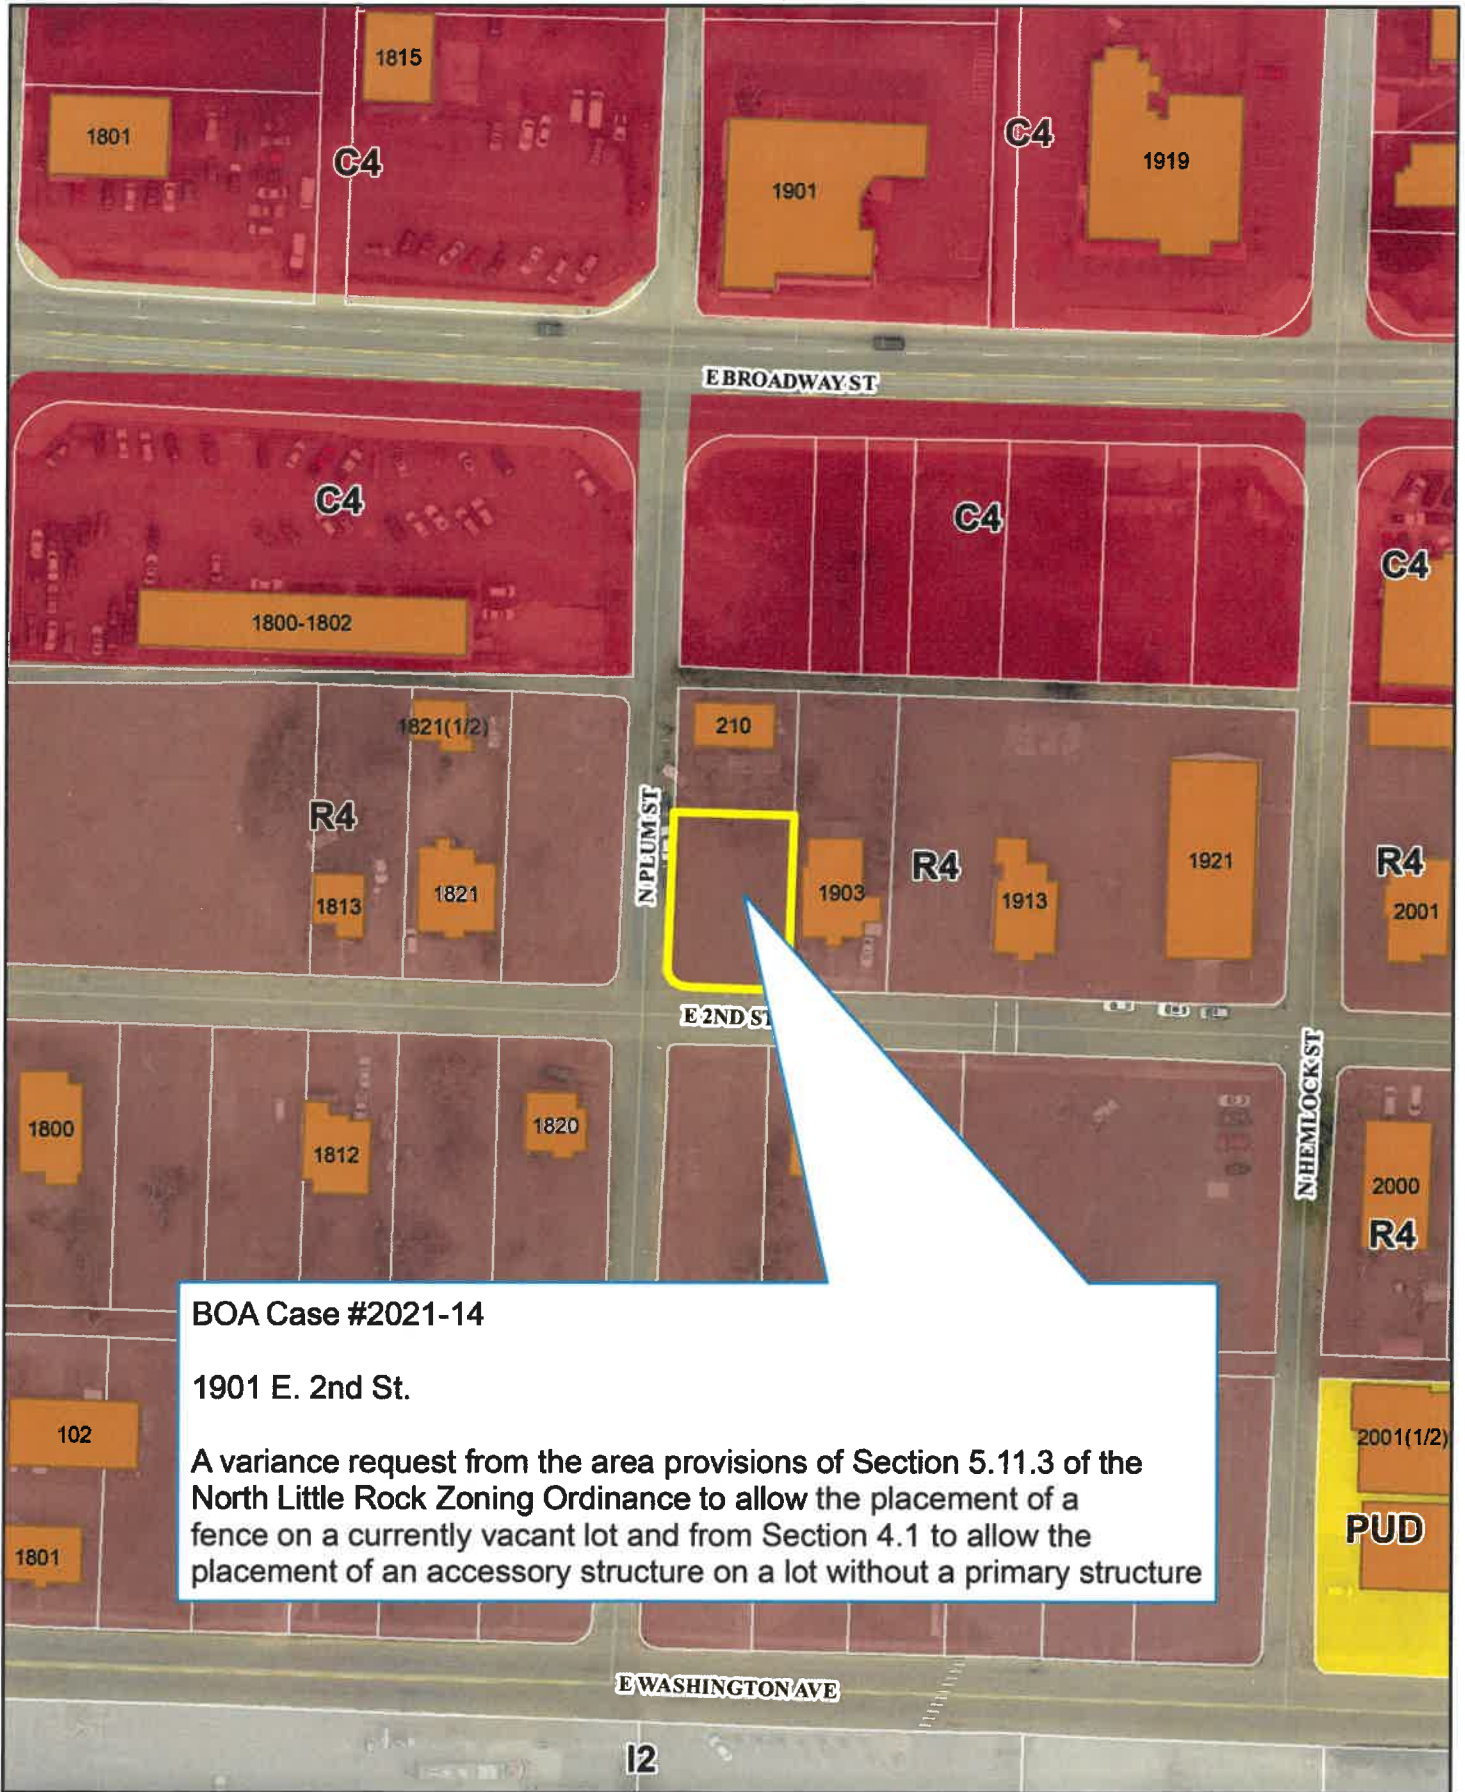 1815
1801
C4
1901
C4
1919
E BROADWAY ST
C4
C4
C4
1800-1802
1821(1/2)
210
R4
N PLUM ST
1813
1821
1903
R4
1913
1921
R4
2001
E 2ND ST
1800
1812
1820
N HEMLOCK ST
2000
R4
BOA Case #2021-14
1901 E. 2nd St.
A variance request from the area provisions of Section 5.11.3 of the
North Little Rock Zoning Ordinance to allow the placement of a
fence on a currently vacant lot and from Section 4.1 to allow the
placement of an accessory structure on a lot without a primary structure
102
2001(1/2)
PUD
1801
E WASHINGTON AVE
I2